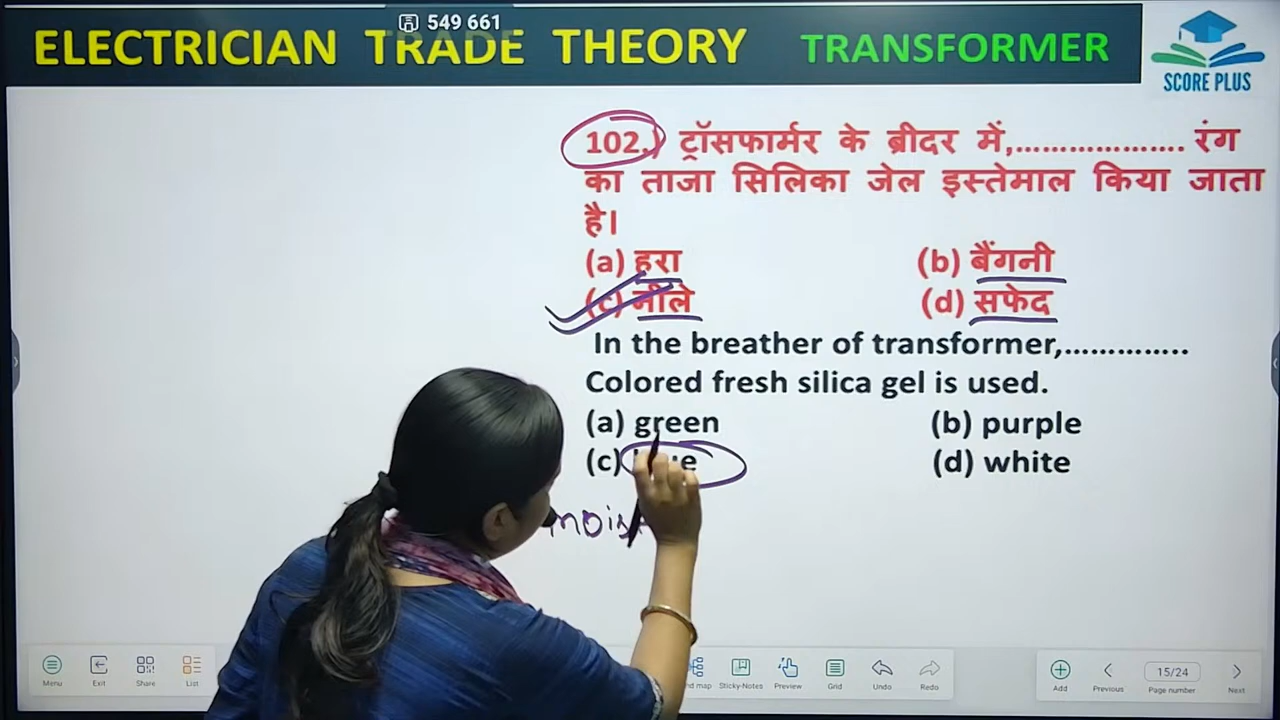 549 661
ELECTRICIAN TRADE THEORY TRANSFORMER
SCORE PLUS
102.) ट्रॉसफार्मर के ब्रीदर में,.................. रंग
का ताजा सिलिका जेल इस्तेमाल किया जाता
है।
(a) हरा (b) बैंगनी
(c) नीले (d) सफेद
In the breather of transformer,..............
Colored fresh silica gel is used.
(a) green (b) purple
(c) (d) white
Menu Exit Share List Sticky-Notes Preview Grid Undo Redo Add Previous 15/24 Page number Next